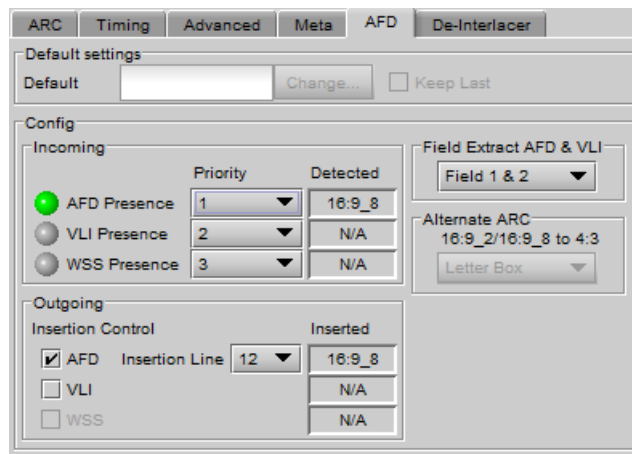 ARC Timing Advanced Meta AFD De-Interlacer
Default settings
Default Change... Keep Last
Config
Incoming
Priority Detected
AFD Presence 1 16:9_8
VLI Presence 2 N/A
WSS Presence 3 N/A
Field Extract AFD & VLI
Field 1 & 2
Alternate ARC
16:9_2/16:9_8 to 4:3
Letter Box
Outgoing
Insertion Control Inserted
AFD Insertion Line 12 16:9_8
VLI N/A
WSS N/A